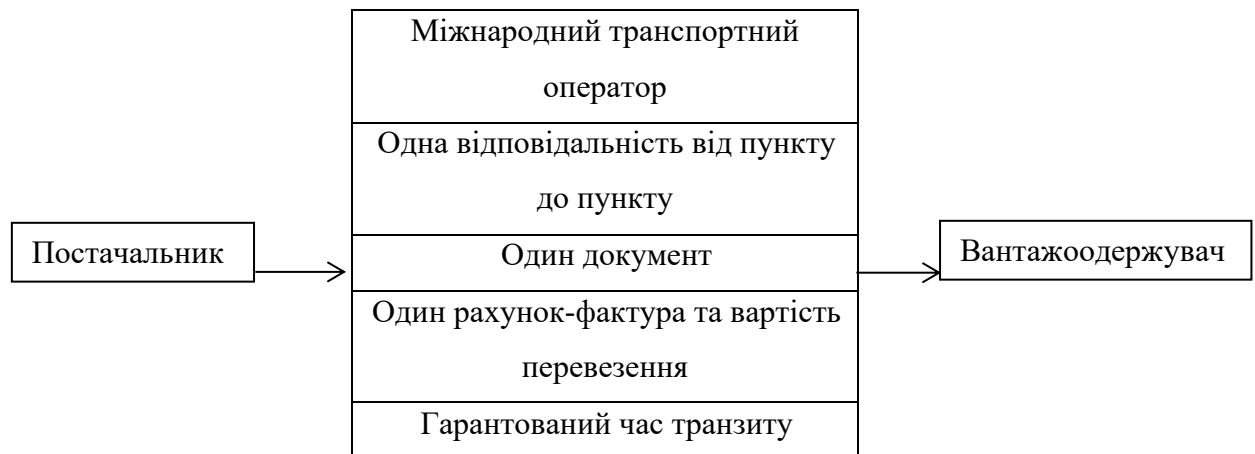 Постачальник
Міжнародний транспортний
оператор
Одна відповідальність від пункту
до пункту
Один документ
Один рахунок-фактура та вартість
перевезення
Гарантований час транзиту
Вантажоодержувач